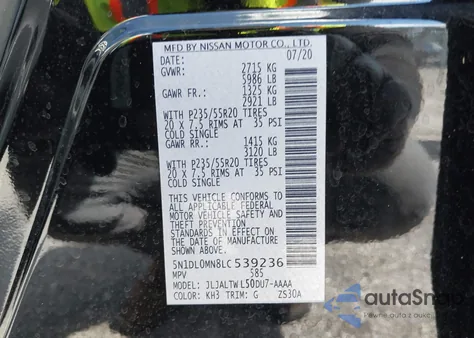 MFD BY NISSAN MOTOR CO., LTD.
DATE: 07/20
GVWR: 2715 KG
5986 LB
GAWR FR.: 1325 KG
2921 LB
WITH P235/55R20 TIRES
20 X 7.5 RIMS AT 35 PSI
COLD SINGLE
GAWR RR.: 1415 KG
3120 LB
WITH P235/55R20 TIRES
20 X 7.5 RIMS AT 35 PSI
COLD SINGLE
THIS VEHICLE CONFORMS TO
ALL APPLICABLE FEDERAL
MOTOR VEHICLE SAFETY AND
THEFT PREVENTION
STANDARDS IN EFFECT ON
THE DATE OF MANUFACTURE
SHOWN ABOVE.
5N1DL0MN8LC539236
MPV 585
MODEL: JLJALTWL50DU7-AAAA
COLOR: KH3 TRIM: G ZS30A
autoSnap